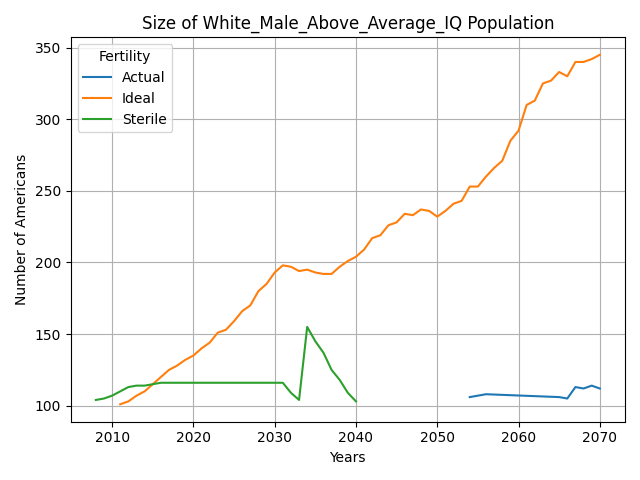 Size of White_Male_Above_Average_IQ Population
Fertility
Actual
Ideal
Sterile
Number of Americans
350
300
250
200
150
100
2010
2020
2030
2040
2050
2060
2070
Years